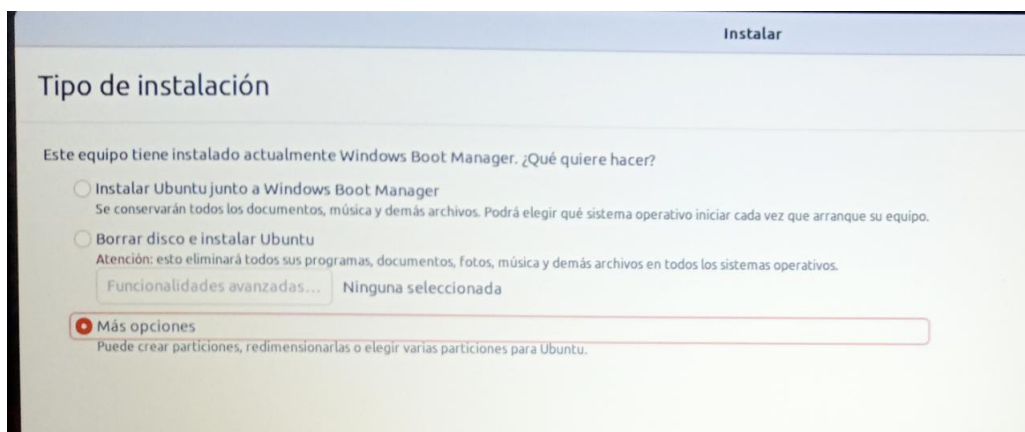 Instalar
Tipo de instalación
Este equipo tiene instalado actualmente Windows Boot Manager. ¿Qué quiere hacer?
Instalar Ubuntu junto a Windows Boot Manager
Se conservarán todos los documentos, música y demás archivos. Podrá elegir qué sistema operativo iniciar cada vez que arranque su equipo.
Borrar disco e instalar Ubuntu
Atención: esto eliminará todos sus programas, documentos, fotos, música y demás archivos en todos los sistemas operativos.
Funcionalidades avanzadas... Ninguna seleccionada
Más opciones
Puede crear particiones, redimensionarlas o elegir varias particiones para Ubuntu.